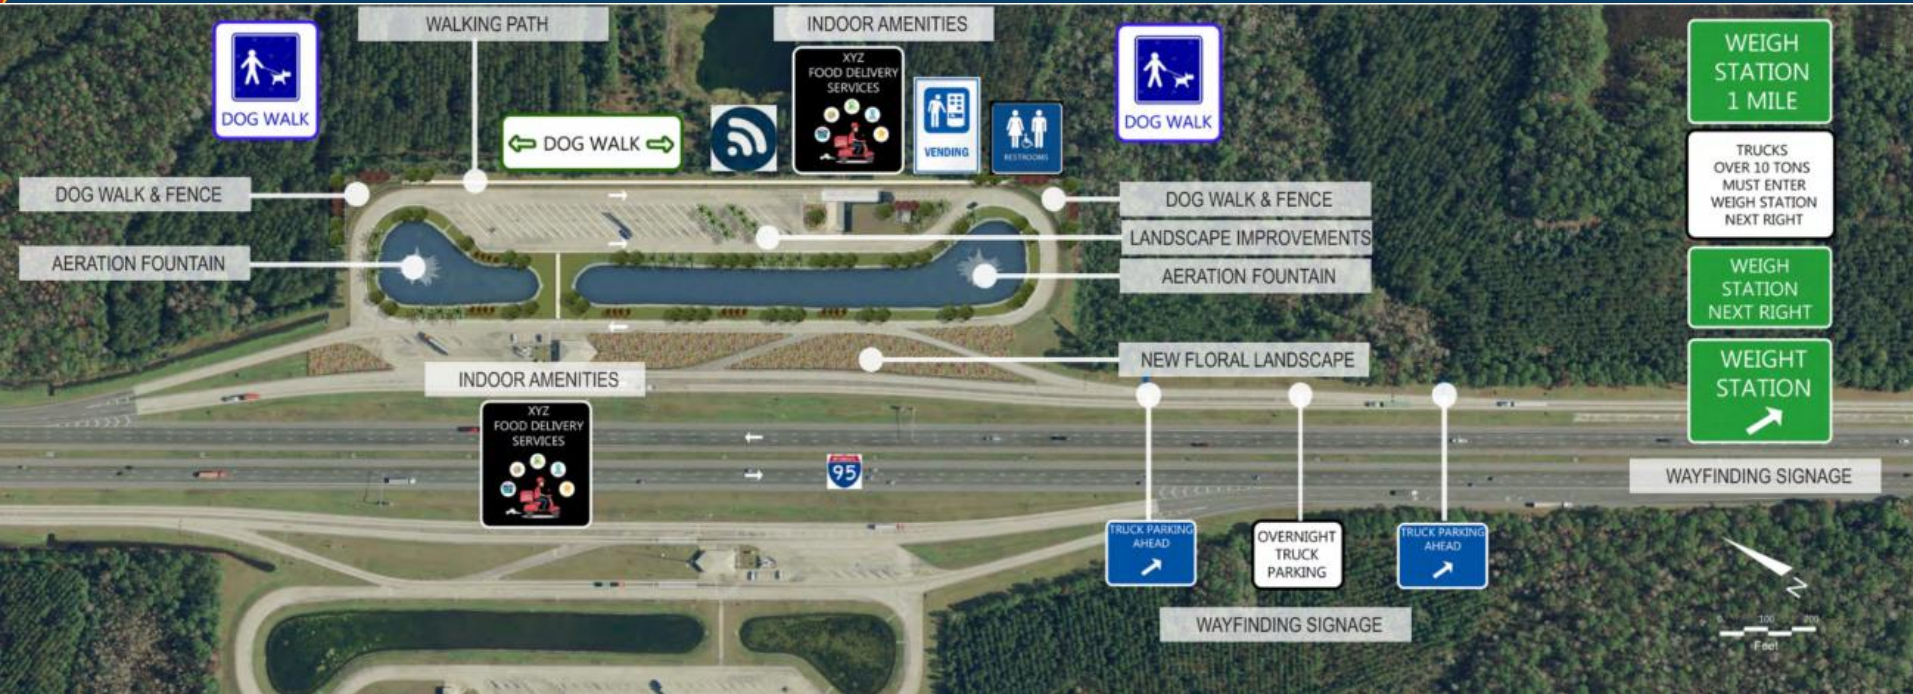 WALKING PATH
INDOOR AMENITIES
XYZ
FOOD DELIVERY
SERVICES
DOG WALK
DOG WALK
VENDING
RESTROOMS
DOG WALK
DOG WALK & FENCE
AERATION FOUNTAIN
DOG WALK & FENCE
LANDSCAPE IMPROVEMENTS
AERATION FOUNTAIN
NEW FLORAL LANDSCAPE
INDOOR AMENITIES
XYZ
FOOD DELIVERY
SERVICES
95
WEIGH
STATION
1 MILE
TRUCKS
OVER 10 TONS
MUST ENTER
WEIGH STATION
NEXT RIGHT
WEIGH
STATION
NEXT RIGHT
WEIGHT
STATION
WAYFINDING SIGNAGE
TRUCK PARKING
AHEAD
OVERNIGHT
TRUCK
PARKING
TRUCK PARKING
AHEAD
WAYFINDING SIGNAGE
N
0 100 200
Feet